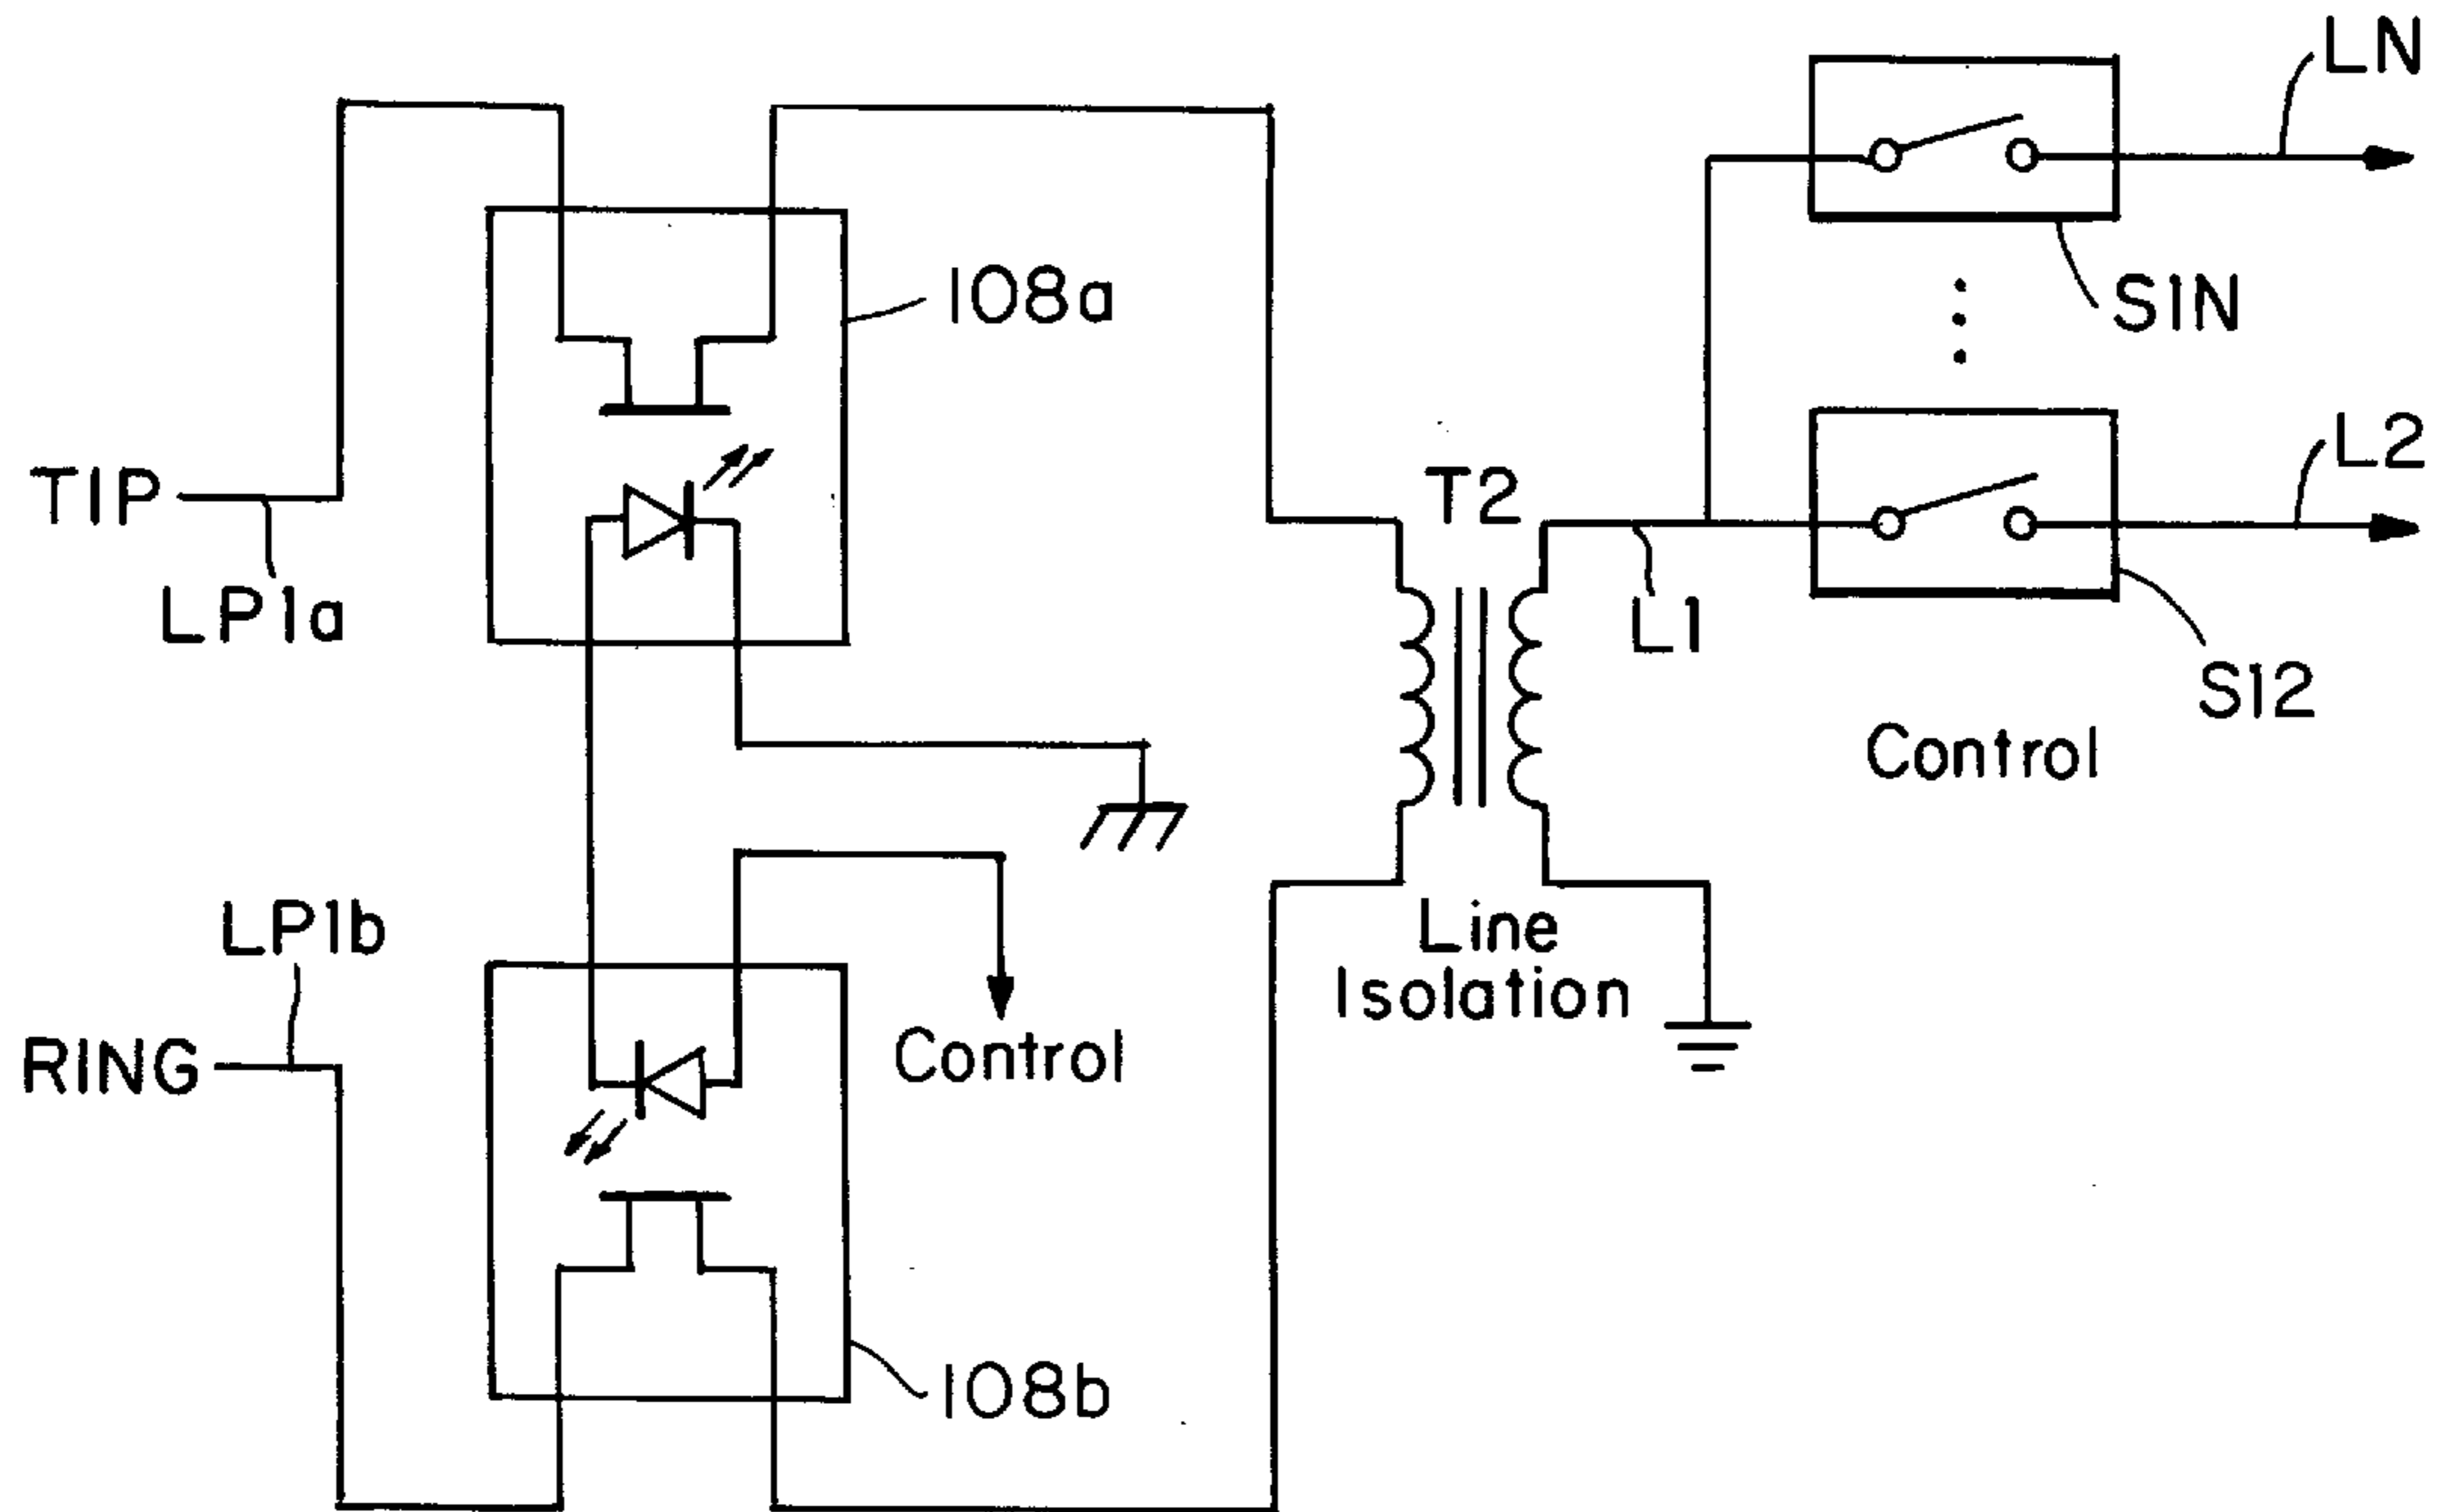 LN
108a
S1N
TIP
T2
L2
LP1a
L1
S12
Control
LP1b
Line
Isolation
RING
Control
108b